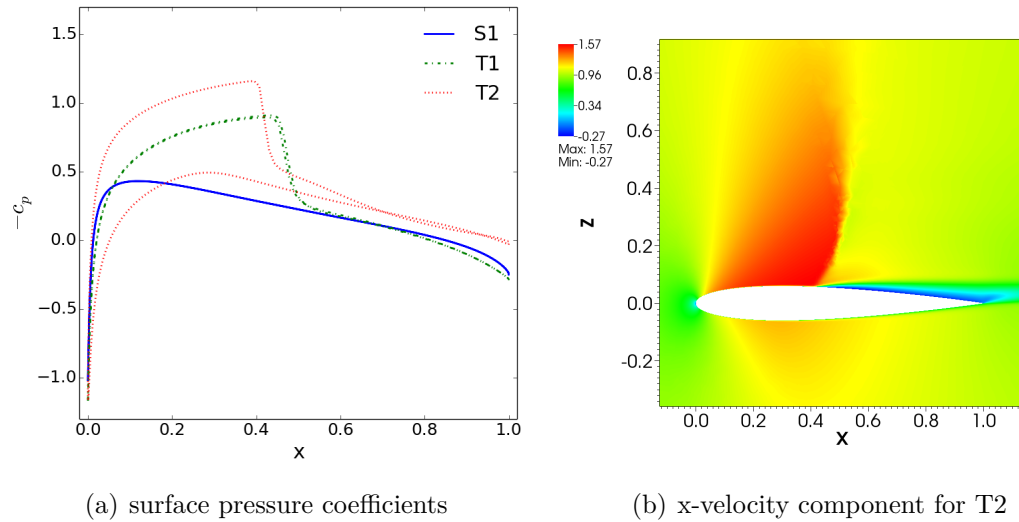 1.5
1.0
0.5
0.0
−0.5
−1.0
−c_p
0.0 0.2 0.4 0.6 0.8 1.0
x
S1
T1
T2
1.57
0.96
0.34
-0.27
Max: 1.57
Min: -0.27
0.8
0.6
0.4
0.2
0.0
-0.2
z
0.0 0.2 0.4 0.6 0.8 1.0
x
(a) surface pressure coefficients
(b) x-velocity component for T2